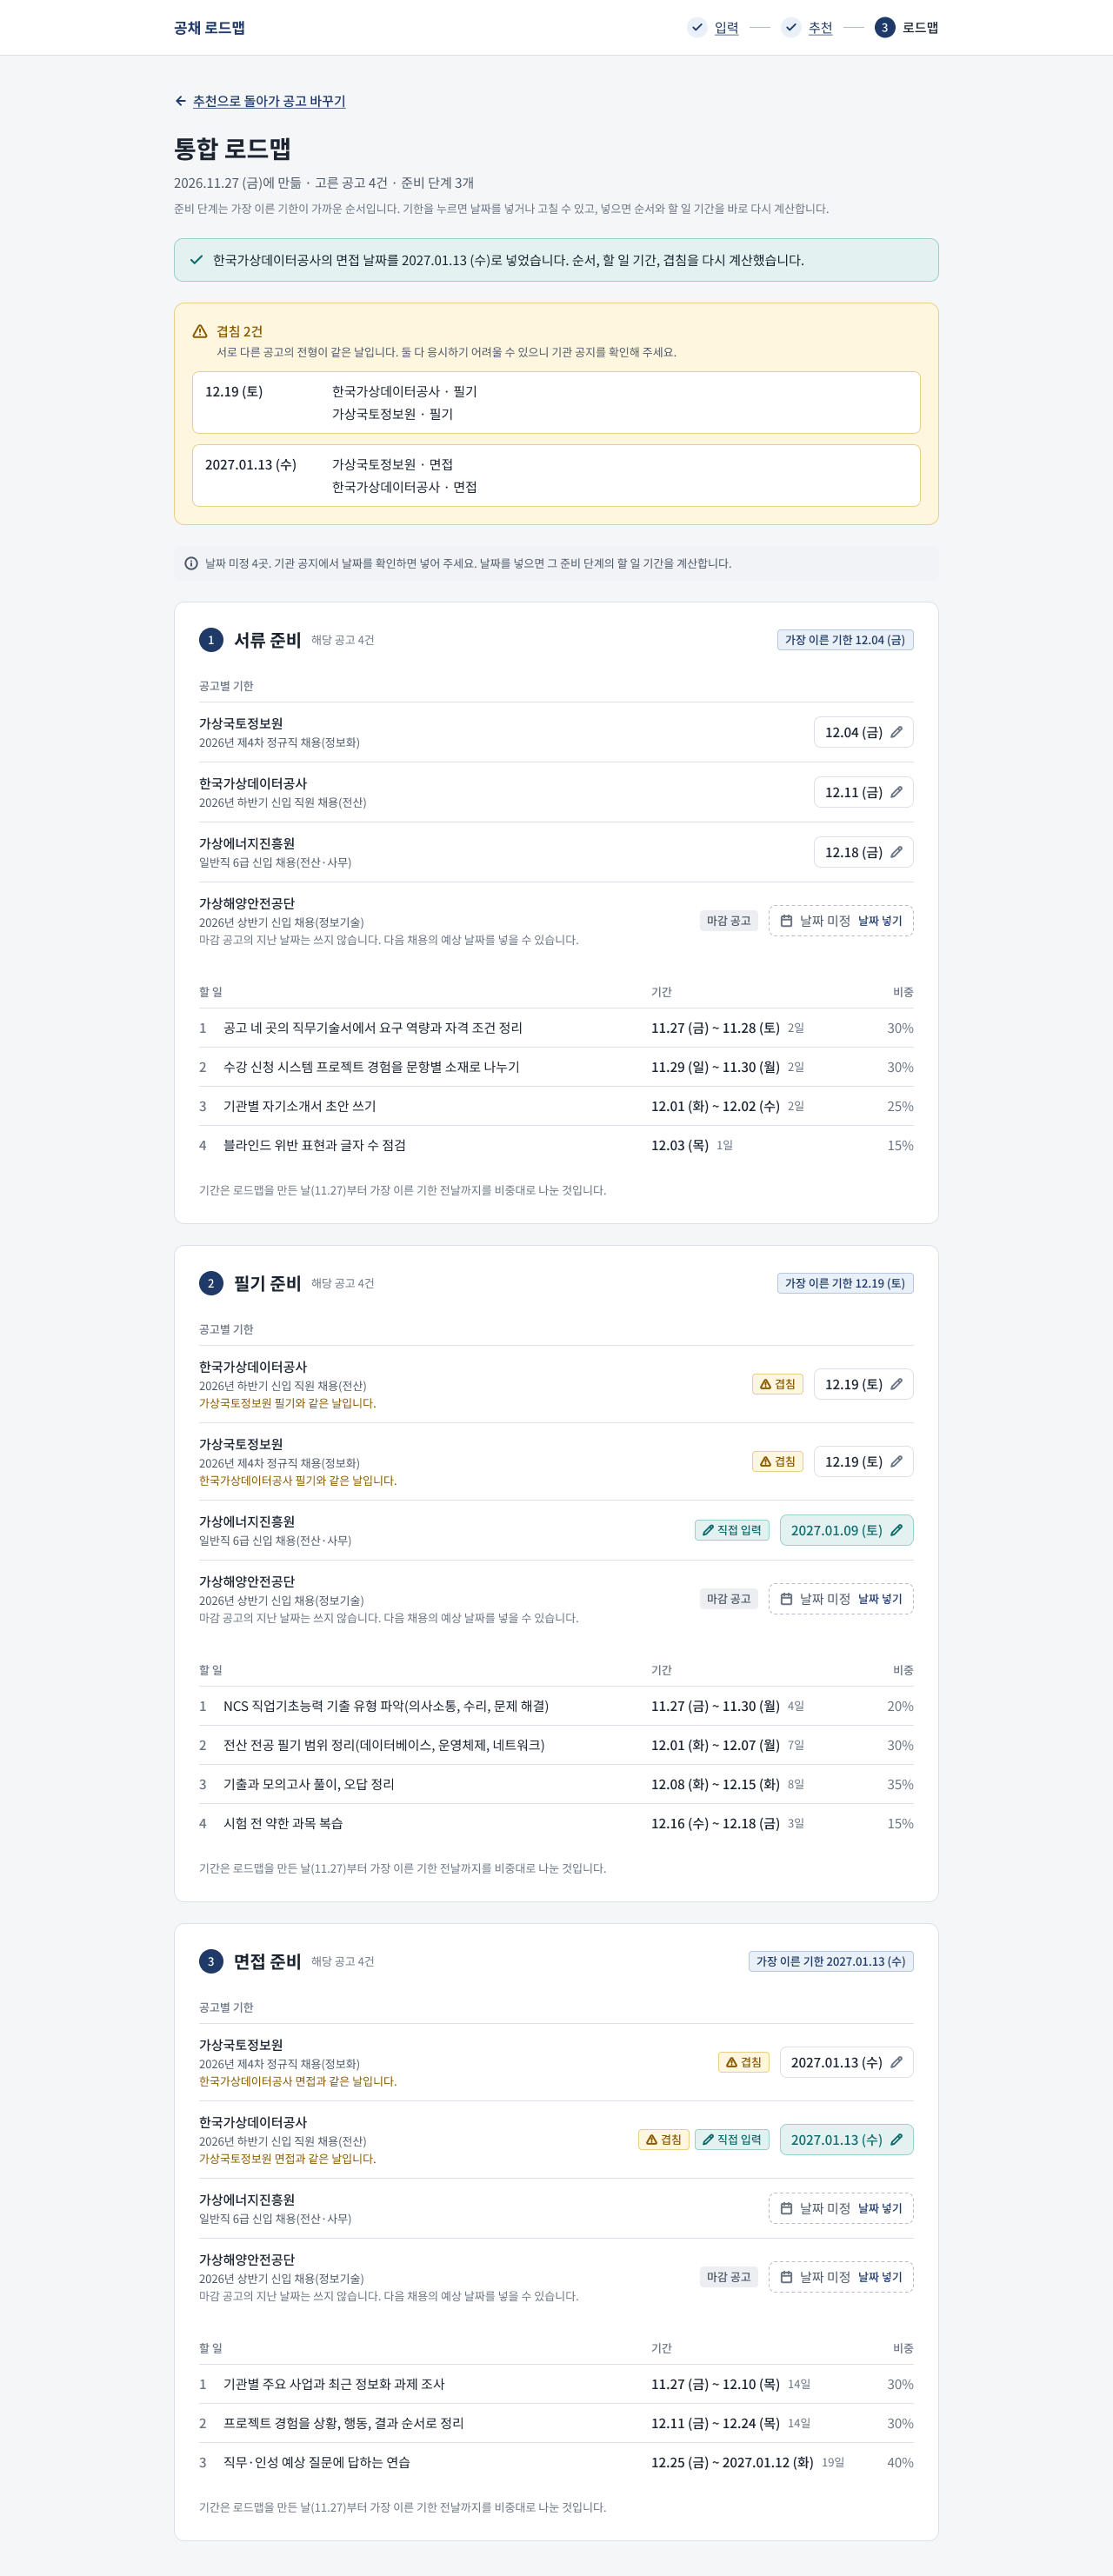 공채 로드맵
입력
추천
3 로드맵
추천으로 돌아가 공고 바꾸기
통합 로드맵
2026.11.27 (금)에 만듦 · 고른 공고 4건 · 준비 단계 3개
준비 단계는 가장 이른 기한이 가까운 순서입니다. 기한을 누르면 날짜를 넣거나 고칠 수 있고, 넣으면 순서와 할 일 기간을 바로 다시 계산합니다.
한국가상데이터공사의 면접 날짜를 2027.01.13 (수)로 넣었습니다. 순서, 할 일 기간, 겹침을 다시 계산했습니다.
겹침 2건
서로 다른 공고의 전형이 같은 날입니다. 둘 다 응시하기 어려울 수 있으니 기관 공지를 확인해 주세요.
12.19 (토) 한국가상데이터공사 · 필기
가상국토정보원 · 필기
2027.01.13 (수) 가상국토정보원 · 면접
한국가상데이터공사 · 면접
날짜 미정 4곳. 기관 공지에서 날짜를 확인하면 넣어 주세요. 날짜를 넣으면 그 준비 단계의 할 일 기간을 계산합니다.
1 서류 준비 해당 공고 4건 가장 이른 기한 12.04 (금)
공고별 기한
가상국토정보원
2026년 제4차 정규직 채용(정보화)
12.04 (금)
한국가상데이터공사
2026년 하반기 신입 직원 채용(전산)
12.11 (금)
가상에너지진흥원
일반직 6급 신입 채용(전산·사무)
12.18 (금)
가상해양안전공단
2026년 상반기 신입 채용(정보기술)
마감 공고의 지난 날짜는 쓰지 않습니다. 다음 채용의 예상 날짜를 넣을 수 있습니다.
마감 공고 날짜 미정 날짜 넣기
할 일 기간 비중
1 공고 네 곳의 직무기술서에서 요구 역량과 자격 조건 정리 11.27 (금) ~ 11.28 (토) 2일 30%
2 수강 신청 시스템 프로젝트 경험을 문항별 소재로 나누기 11.29 (일) ~ 11.30 (월) 2일 30%
3 기관별 자기소개서 초안 쓰기 12.01 (화) ~ 12.02 (수) 2일 25%
4 블라인드 위반 표현과 글자 수 점검 12.03 (목) 1일 15%
기간은 로드맵을 만든 날(11.27)부터 가장 이른 기한 전날까지를 비중대로 나눈 것입니다.
2 필기 준비 해당 공고 4건 가장 이른 기한 12.19 (토)
공고별 기한
한국가상데이터공사
2026년 하반기 신입 직원 채용(전산)
가상국토정보원 필기와 같은 날입니다.
겹침 12.19 (토)
가상국토정보원
2026년 제4차 정규직 채용(정보화)
한국가상데이터공사 필기와 같은 날입니다.
겹침 12.19 (토)
가상에너지진흥원
일반직 6급 신입 채용(전산·사무)
직접 입력 2027.01.09 (토)
가상해양안전공단
2026년 상반기 신입 채용(정보기술)
마감 공고의 지난 날짜는 쓰지 않습니다. 다음 채용의 예상 날짜를 넣을 수 있습니다.
마감 공고 날짜 미정 날짜 넣기
할 일 기간 비중
1 NCS 직업기초능력 기출 유형 파악(의사소통, 수리, 문제 해결) 11.27 (금) ~ 11.30 (월) 4일 20%
2 전산 전공 필기 범위 정리(데이터베이스, 운영체제, 네트워크) 12.01 (화) ~ 12.07 (월) 7일 30%
3 기출과 모의고사 풀이, 오답 정리 12.08 (화) ~ 12.15 (화) 8일 35%
4 시험 전 약한 과목 복습 12.16 (수) ~ 12.18 (금) 3일 15%
기간은 로드맵을 만든 날(11.27)부터 가장 이른 기한 전날까지를 비중대로 나눈 것입니다.
3 면접 준비 해당 공고 4건 가장 이른 기한 2027.01.13 (수)
공고별 기한
가상국토정보원
2026년 제4차 정규직 채용(정보화)
한국가상데이터공사 면접과 같은 날입니다.
겹침 2027.01.13 (수)
한국가상데이터공사
2026년 하반기 신입 직원 채용(전산)
가상국토정보원 면접과 같은 날입니다.
겹침 직접 입력 2027.01.13 (수)
가상에너지진흥원
일반직 6급 신입 채용(전산·사무)
날짜 미정 날짜 넣기
가상해양안전공단
2026년 상반기 신입 채용(정보기술)
마감 공고의 지난 날짜는 쓰지 않습니다. 다음 채용의 예상 날짜를 넣을 수 있습니다.
마감 공고 날짜 미정 날짜 넣기
할 일 기간 비중
1 기관별 주요 사업과 최근 정보화 과제 조사 11.27 (금) ~ 12.10 (목) 14일 30%
2 프로젝트 경험을 상황, 행동, 결과 순서로 정리 12.11 (금) ~ 12.24 (목) 14일 30%
3 직무·인성 예상 질문에 답하는 연습 12.25 (금) ~ 2027.01.12 (화) 19일 40%
기간은 로드맵을 만든 날(11.27)부터 가장 이른 기한 전날까지를 비중대로 나눈 것입니다.